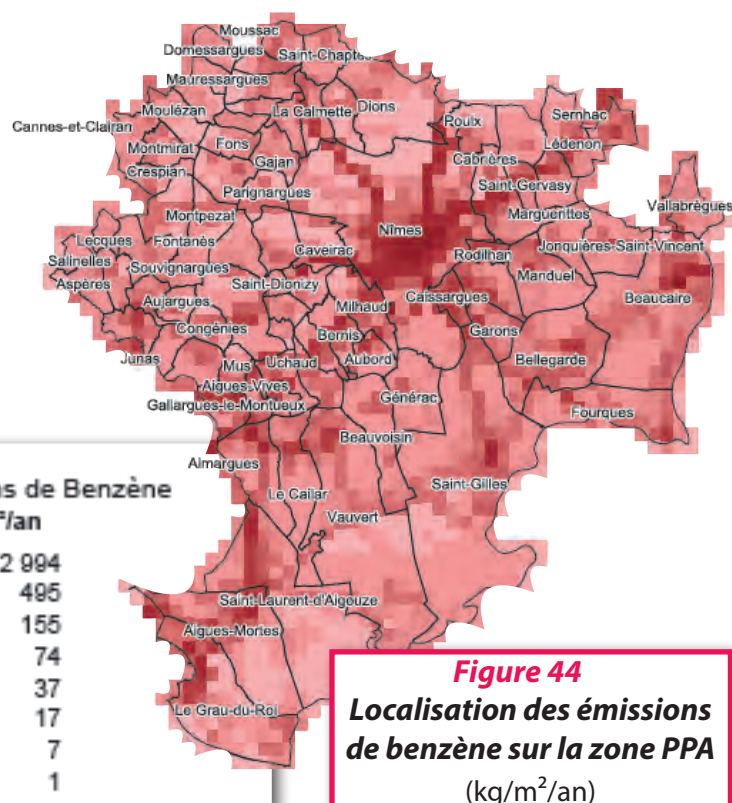 Moussac
Domessargues
Saint-Chaptes
Mauressargues
Moulézan
La Calmette
Dions
Sernhac
Cannes-et-Clairan
Fons
Lédenon
Montmirat
Gajan
Cabrières
Crespian
Saint-Gervasy
Parignargues
Marguerittes
Vallabrègues
Montpezat
Nîmes
Lecques
Fontanès
Caveirac
Rodilhan
Jonquières-Saint-Vincent
Salinelles
Souvignargues
Manduel
Aspères
Saint-Dionizy
Caissargues
Beaucaire
Aujargues
Milhaud
Congénies
Bernis
Garons
Junas
Mus
Uchaud
Aubord
Bellegarde
Aigues-Vives
Générac
Gallargues-le-Montueux
Fourques
Beauvoisin
Aimargues
Saint-Gilles
Le Cailar
Vauvert
Saint-Laurent-d'Aigouze
Aigues-Mortes
Le Grau-du-Roi
s de Benzène
²/an
2 994
495
155
74
37
17
7
1
Figure 44
Localisation des émissions
de benzène sur la zone PPA
(kg/m²/an)